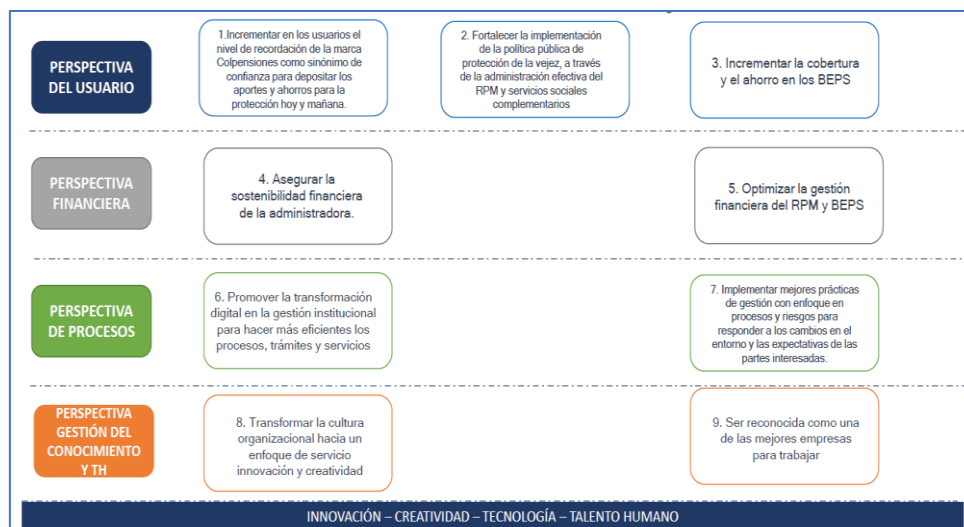 PERSPECTIVA
DEL USUARIO
1.Incrementar en los usuarios el
nivel de recordación de la marca
Colpensiones como sinónimo de
confianza para depositar los
aportes y ahorros para la
protección hoy y mañana.
2. Fortalecer la implementación
de la política pública de
protección de la vejez, a través
de la administración efectiva del
RPM y servicios sociales
complementarios
3. Incrementar la cobertura
y el ahorro en los BEPS
PERSPECTIVA
FINANCIERA
4. Asegurar la
sostenibilidad financiera
de la administradora.
5. Optimizar la gestión
financiera del RPM y BEPS
PERSPECTIVA
DE PROCESOS
6. Promover la transformación
digital en la gestión institucional
para hacer más eficientes los
procesos, trámites y servicios
7. Implementar mejores prácticas
de gestión con enfoque en
procesos y riesgos para
responder a los cambios en el
entorno y las expectativas de las
partes interesadas.
PERSPECTIVA
GESTIÓN DEL
CONOCIMIENTO
Y TH
8. Transformar la cultura
organizacional hacia un
enfoque de servicio
innovación y creatividad
9. Ser reconocida como una
de las mejores empresas
para trabajar
INNOVACIÓN – CREATIVIDAD – TECNOLOGÍA – TALENTO HUMANO